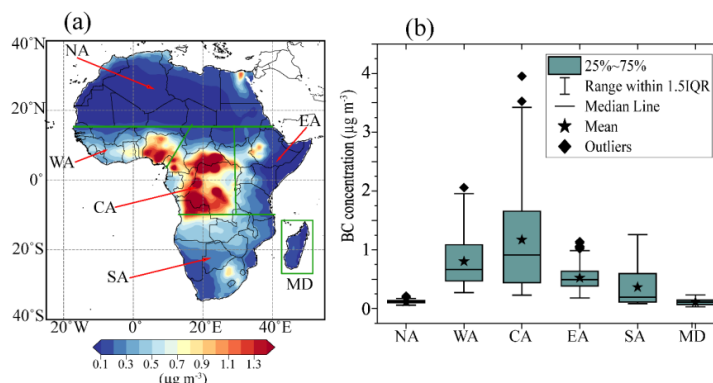 (a)
40°N
20°N
0°
20°S
40°S
20°W
0°
20°E
40°E
NA
EA
WA
CA
SA
MD
0.1 0.3 0.5 0.7 0.9 1.1 1.3
(µg m⁻³)
(b)
BC concentration (µg m⁻³)
4
3
2
1
0
NA WA CA EA SA MD
25%~75%
Range within 1.5IQR
Median Line
Mean
Outliers